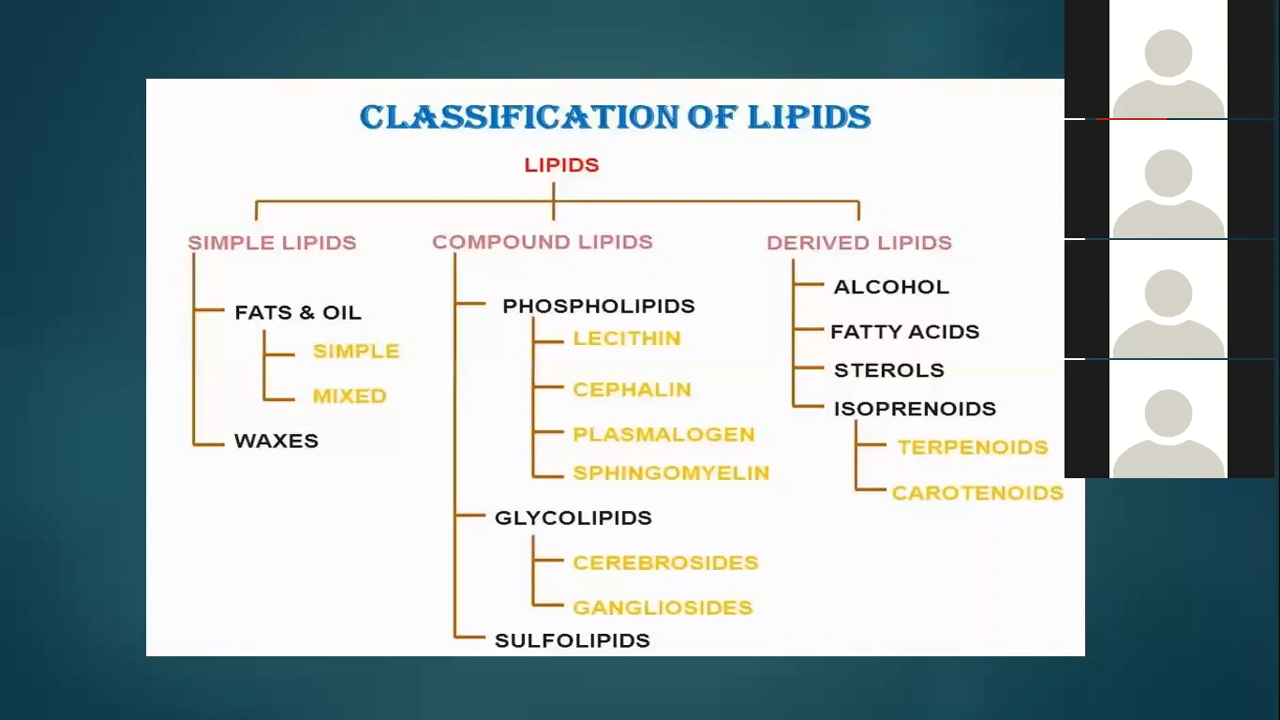 CLASSIFICATION OF LIPIDS
LIPIDS
SIMPLE LIPIDS
FATS & OIL
SIMPLE
MIXED
WAXES
COMPOUND LIPIDS
PHOSPHOLIPIDS
LECITHIN
CEPHALIN
PLASMALOGEN
SPHINGOMYELIN
GLYCOLIPIDS
CEREBROSIDES
GANGLIOSIDES
SULFOLIPIDS
DERIVED LIPIDS
ALCOHOL
FATTY ACIDS
STEROLS
ISOPRENOIDS
TERPENOIDS
CAROTENOIDS